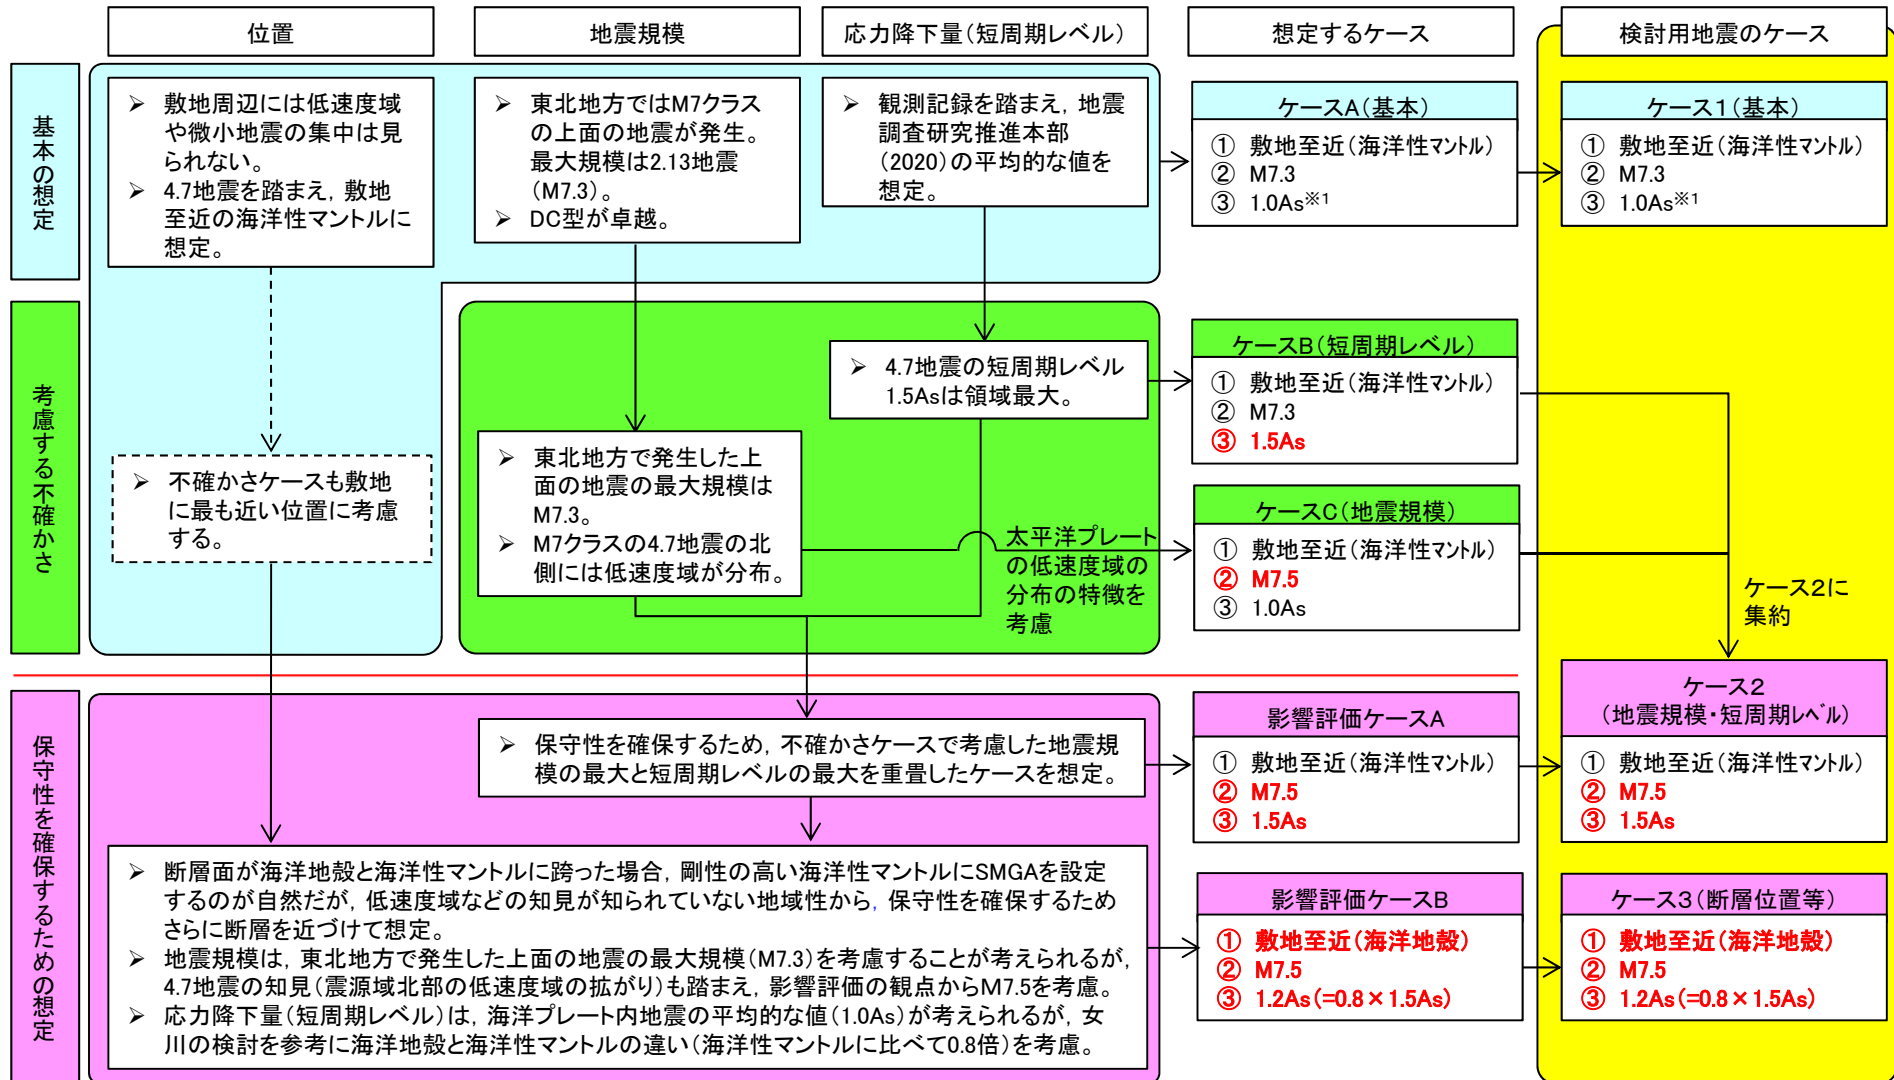 位置
地震規模
応力降下量(短周期レベル)
想定するケース
検討用地震のケース
基本の想定
➢ 敷地周辺には低速度域
や微小地震の集中は見
られない。
➢ 4.7地震を踏まえ,敷地
至近の海洋性マントルに
想定。
➢ 東北地方ではM7クラス
の上面の地震が発生。
最大規模は2.13地震
(M7.3)。
➢ DC型が卓越。
➢ 観測記録を踏まえ,地震
調査研究推進本部
(2020)の平均的な値を
想定。
ケースA(基本)
① 敷地至近(海洋性マントル)
② M7.3
③ 1.0As※1
ケース1(基本)
① 敷地至近(海洋性マントル)
② M7.3
③ 1.0As※1
考慮する不確かさ
➢ 不確かさケースも敷地
に最も近い位置に考慮
する。
➢ 東北地方で発生した上
面の地震の最大規模は
M7.3。
➢ M7クラスの4.7地震の北
側には低速度域が分布。
➢ 4.7地震の短周期レベル
1.5Asは領域最大。
太平洋プレート
の低速度域の
分布の特徴を
考慮
ケースB(短周期レベル)
① 敷地至近(海洋性マントル)
② M7.3
③ 1.5As
ケースC(地震規模)
① 敷地至近(海洋性マントル)
② M7.5
③ 1.0As
ケース2に
集約
保守性を確保するための想定
➢ 保守性を確保するため,不確かさケースで考慮した地震規
模の最大と短周期レベルの最大を重畳したケースを想定。
影響評価ケースA
① 敷地至近(海洋性マントル)
② M7.5
③ 1.5As
ケース2
(地震規模・短周期レベル)
① 敷地至近(海洋性マントル)
② M7.5
③ 1.5As
➢ 断層面が海洋地殻と海洋性マントルに跨った場合,剛性の高い海洋性マントルにSMGAを設定
するのが自然だが,低速度域などの知見が知られていない地域性から,保守性を確保するため
さらに断層を近づけて想定。
➢ 地震規模は,東北地方で発生した上面の地震の最大規模(M7.3)を考慮することが考えられるが,
4.7地震の知見(震源域北部の低速度域の拡がり)も踏まえ,影響評価の観点からM7.5を考慮。
➢ 応力降下量(短周期レベル)は,海洋プレート内地震の平均的な値(1.0As)が考えられるが,女
川の検討を参考に海洋地殻と海洋性マントルの違い(海洋性マントルに比べて0.8倍)を考慮。
影響評価ケースB
① 敷地至近(海洋地殻)
② M7.5
③ 1.2As(=0.8×1.5As)
ケース3(断層位置等)
① 敷地至近(海洋地殻)
② M7.5
③ 1.2As(=0.8×1.5As)